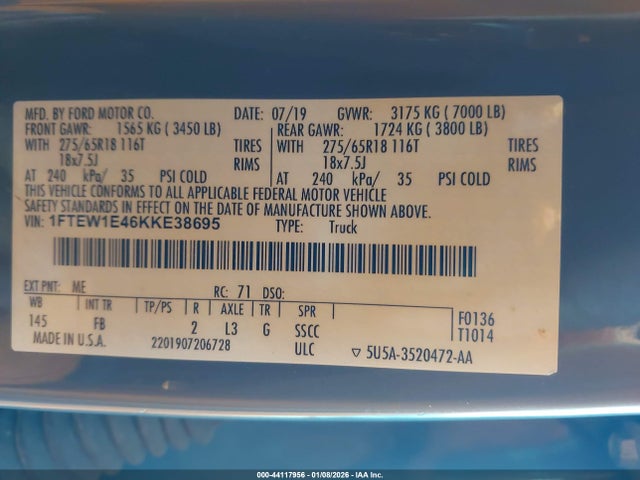 MFD. BY FORD MOTOR CO. DATE: 07/19 GVWR: 3175 KG ( 7000 LB)
FRONT GAWR: 1565 KG ( 3450 LB) REAR GAWR: 1724 KG ( 3800 LB)
WITH 275/65R18 116T TIRES WITH 275/65R18 116T TIRES
18x7.5J RIMS 18x7.5J RIMS
AT 240 kPa/ 35 PSI COLD AT 240 kPa/ 35 PSI COLD
THIS VEHICLE CONFORMS TO ALL APPLICABLE FEDERAL MOTOR VEHICLE
SAFETY STANDARDS IN EFFECT ON THE DATE OF MANUFACTURE SHOWN ABOVE.
VIN: 1FTEW1E46KKE38695 TYPE: Truck
EXT PNT: ME RC: 71 DSO:
WB INT TR TP/PS R AXLE TR SPR F0136
145 FB 2 L3 G SSCC T1014
MADE IN U.S.A. 2201907206728 ULC ▽ 5U5A-3520472-AA
000-44117956 - 01/08/2026 - IAA Inc.